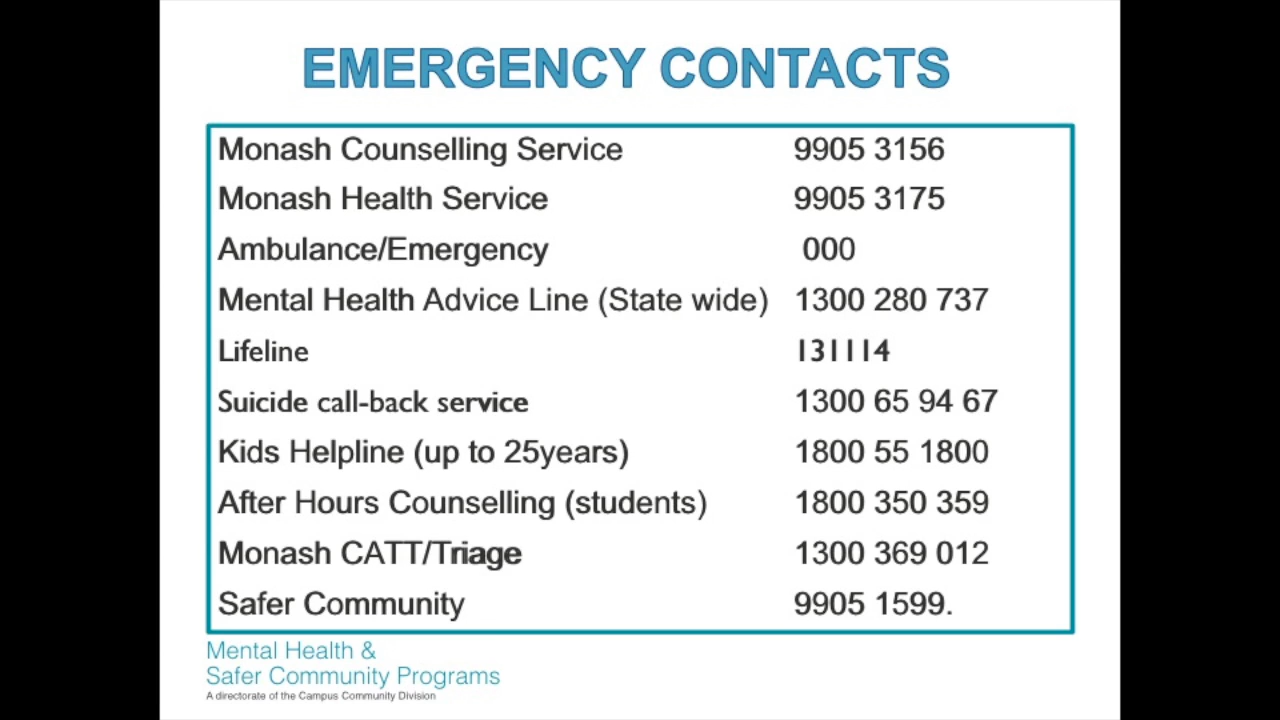 EMERGENCY CONTACTS
Monash Counselling Service 9905 3156
Monash Health Service 9905 3175
Ambulance/Emergency 000
Mental Health Advice Line (State wide) 1300 280 737
Lifeline 131114
Suicide call-back service 1300 65 94 67
Kids Helpline (up to 25years) 1800 55 1800
After Hours Counselling (students) 1800 350 359
Monash CATT/Triage 1300 369 012
Safer Community 9905 1599.
Mental Health &
Safer Community Programs
A directorate of the Campus Community Division